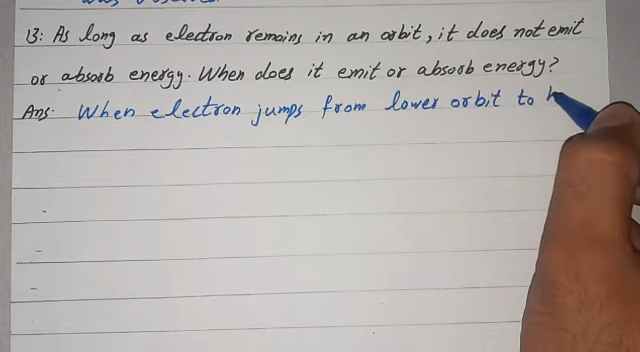 13: As long as electron remains in an orbit, it does not emit
or absorb energy. When does it emit or absorb energy?
Ans. When electron jumps from lower orbit to h